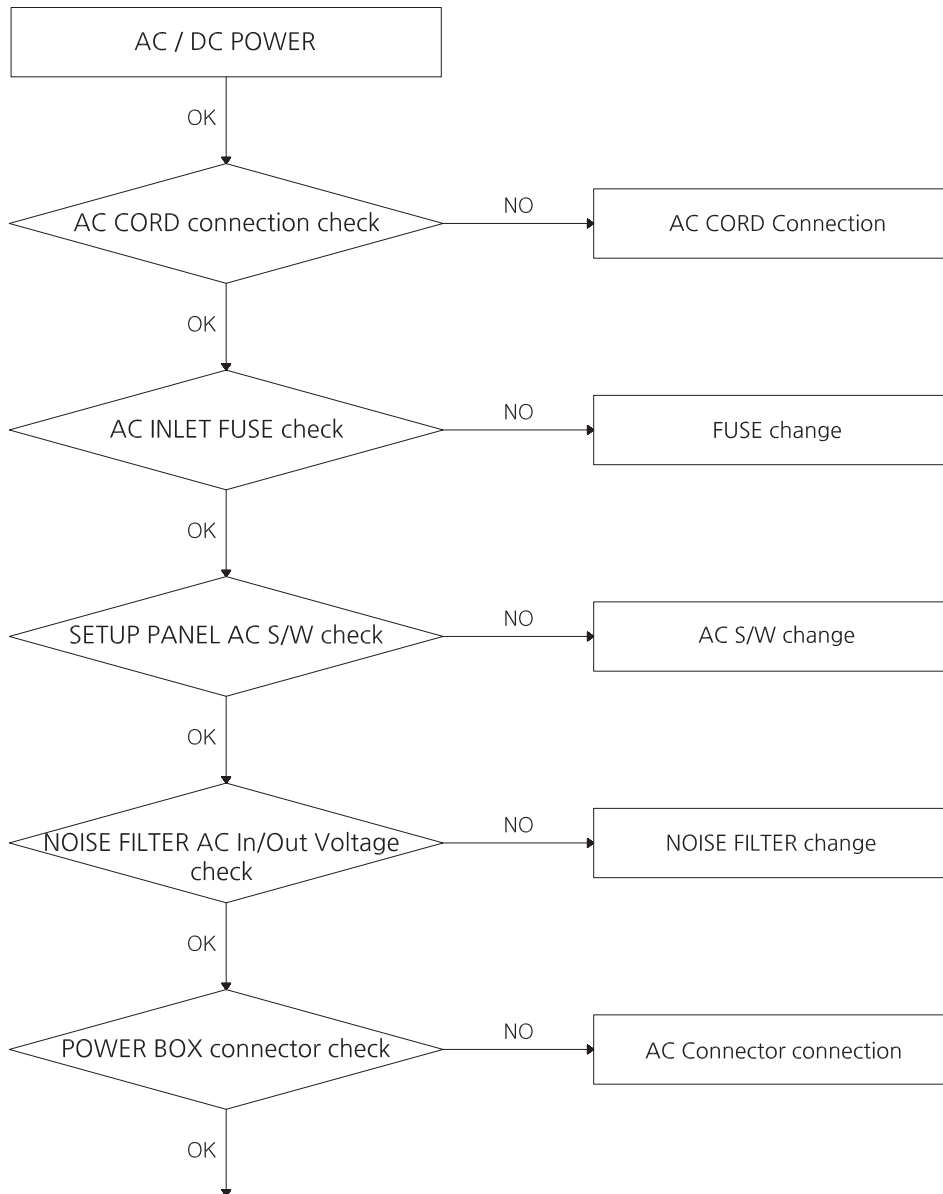 AC / DC POWER
OK
AC CORD connection check
NO
AC CORD Connection
OK
AC INLET FUSE check
NO
FUSE change
OK
SETUP PANEL AC S/W check
NO
AC S/W change
OK
NOISE FILTER AC In/Out Voltage
check
NO
NOISE FILTER change
OK
POWER BOX connector check
NO
AC Connector connection
OK